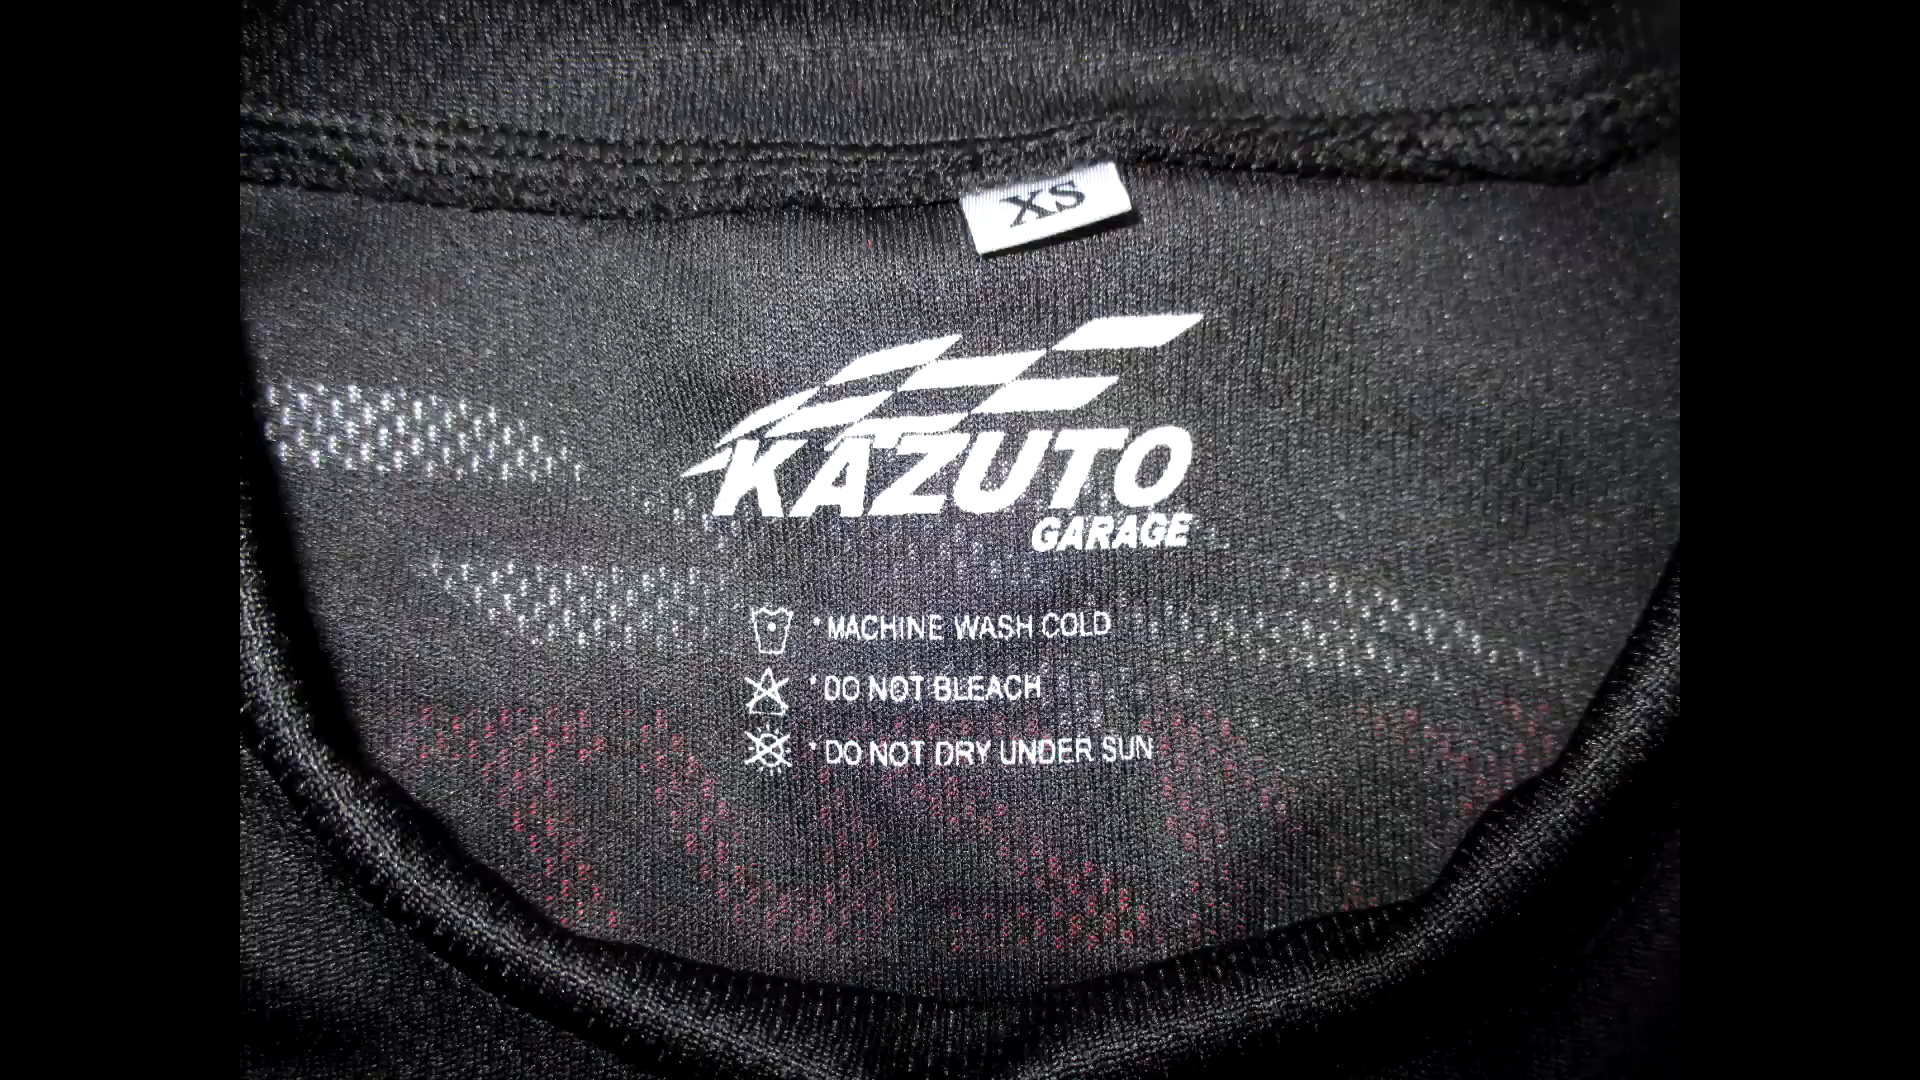 XS
KAZUTO
GARAGE
* MACHINE WASH COLD
* DO NOT BLEACH
* DO NOT DRY UNDER SUN